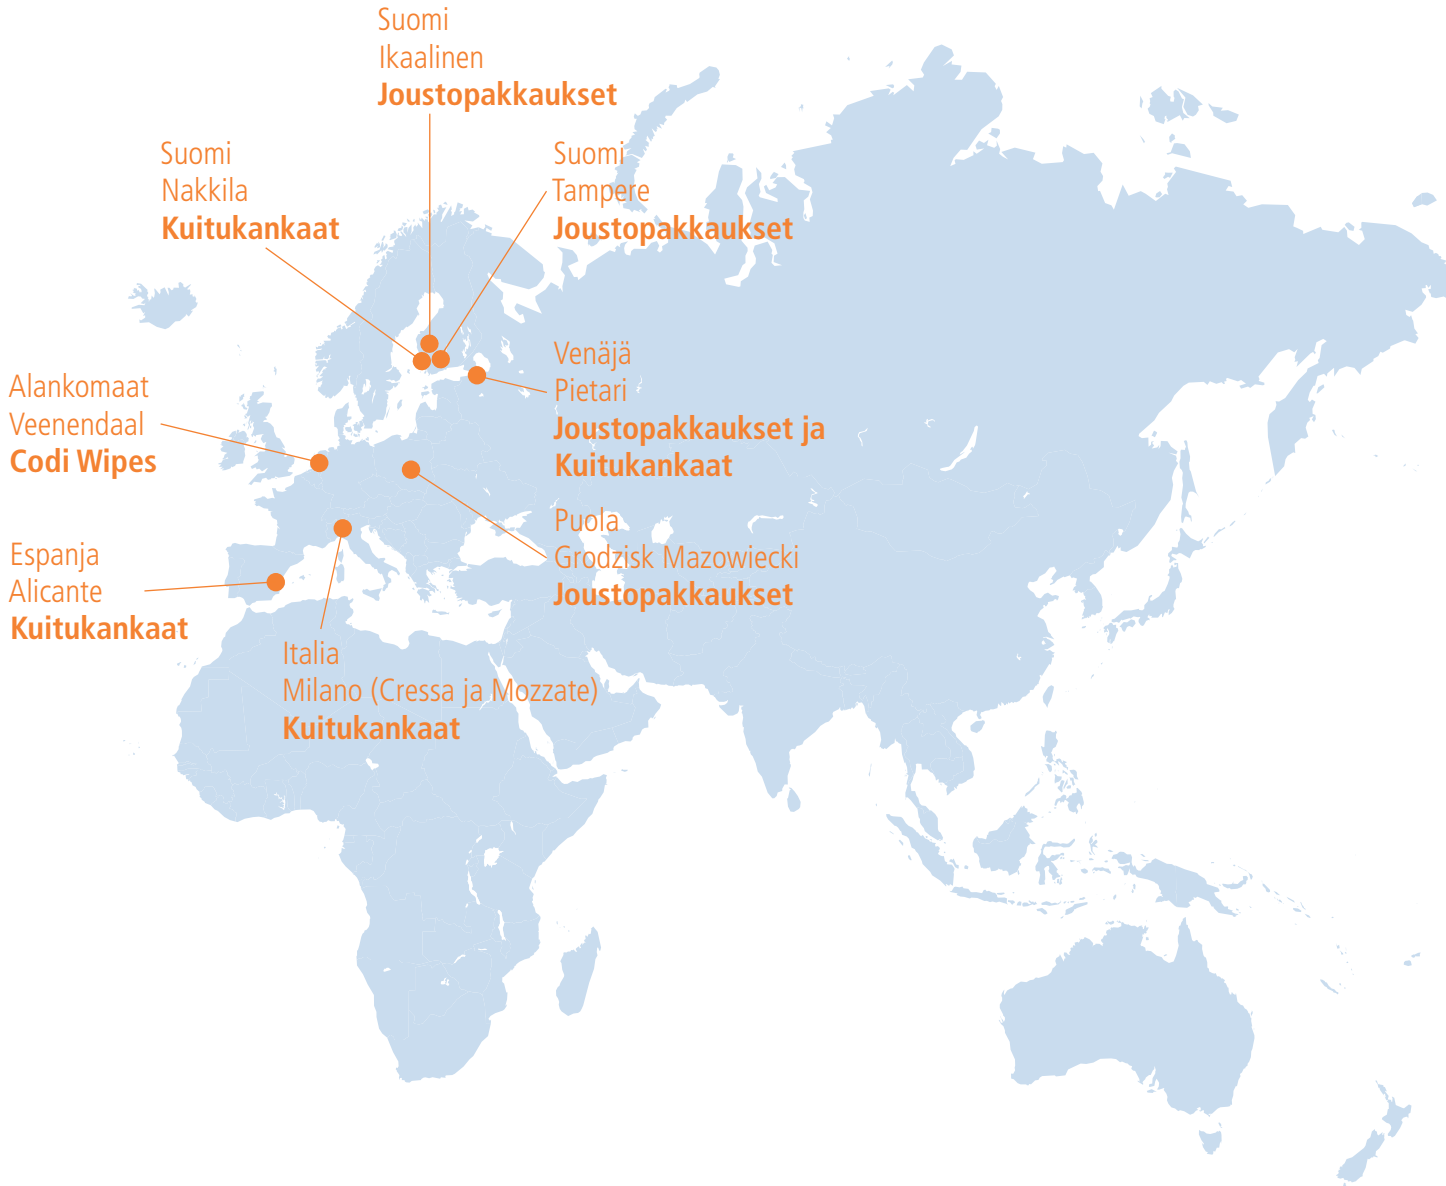 Suomi
Ikaalinen
Joustopakkaukset
Suomi
Nakkila
Kuitukankaat
Suomi
Tampere
Joustopakkaukset
Venäjä
Pietari
Joustopakkaukset ja
Kuitukankaat
Alankomaat
Veenendaal
Codi Wipes
Puola
Grodzisk Mazowiecki
Joustopakkaukset
Espanja
Alicante
Kuitukankaat
Italia
Milano (Cressa ja Mozzate)
Kuitukankaat